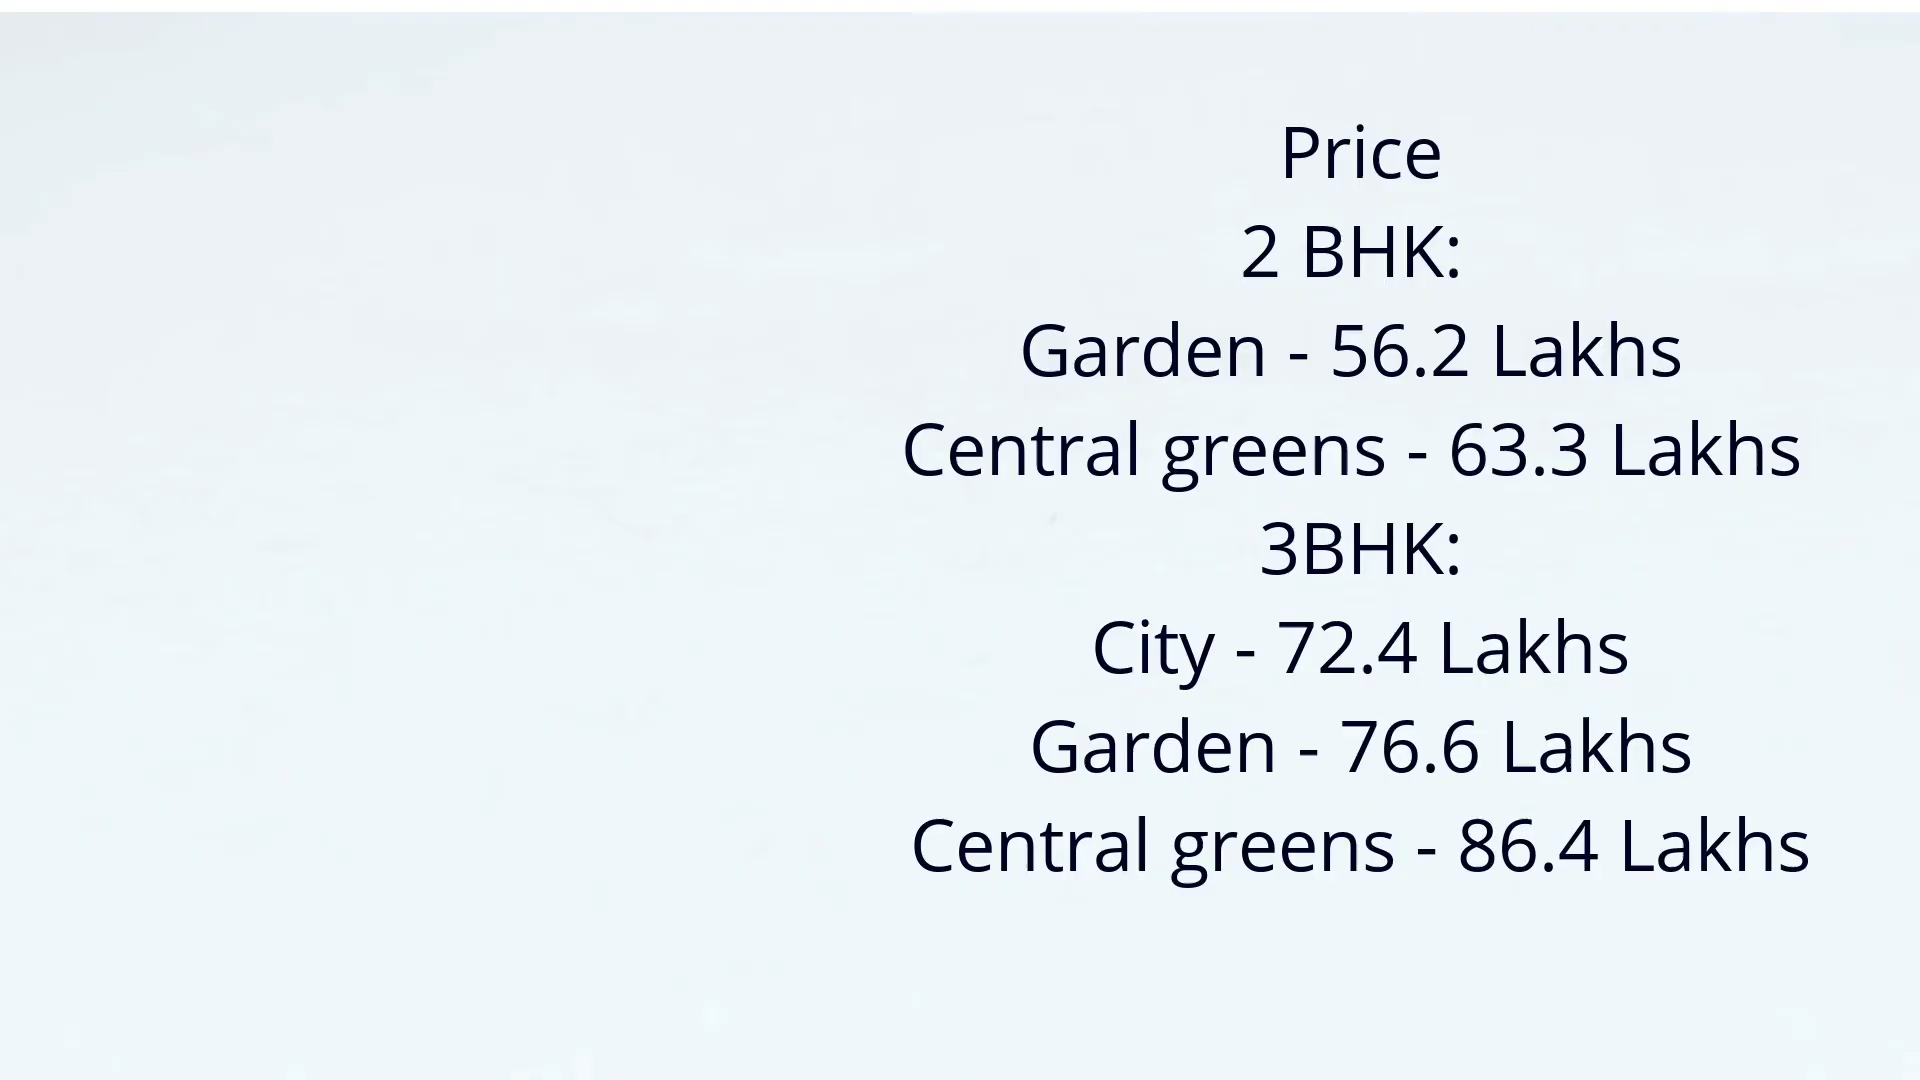 Price
2 BHK:
Garden - 56.2 Lakhs
Central greens - 63.3 Lakhs
3BHK:
City - 72.4 Lakhs
Garden - 76.6 Lakhs
Central greens - 86.4 Lakhs